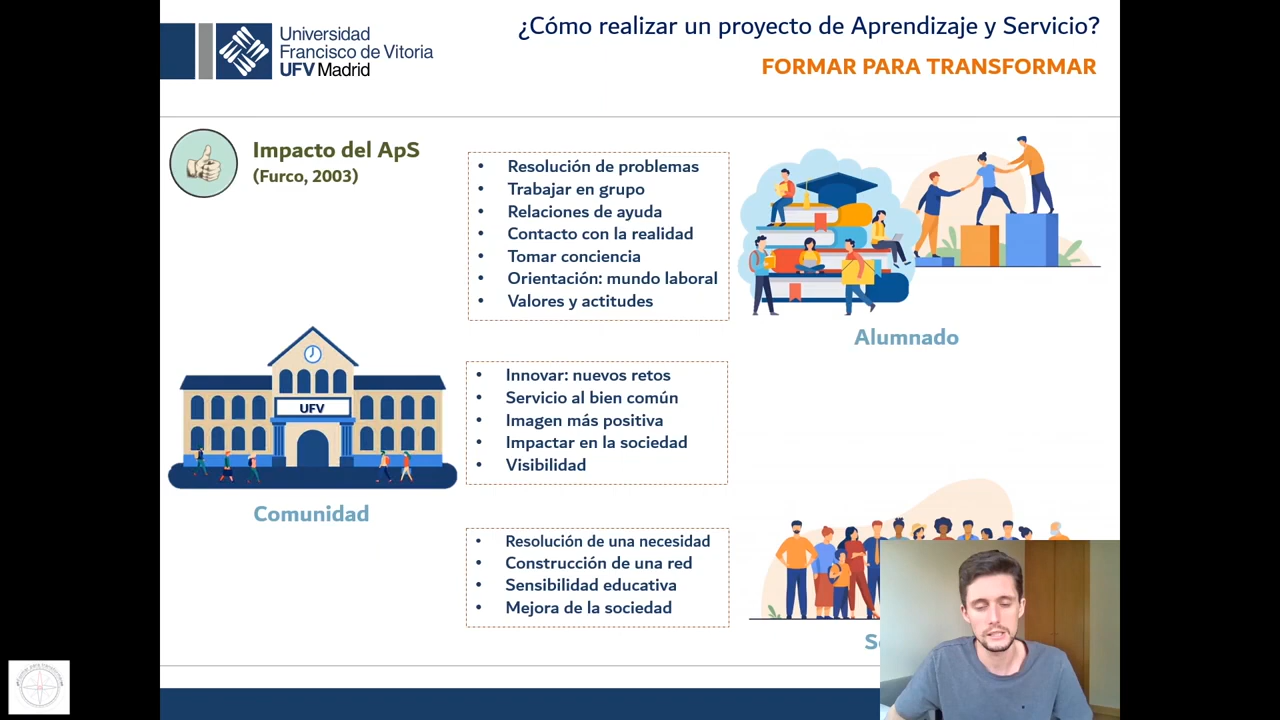 Universidad
Francisco de Vitoria
UFV Madrid
¿Cómo realizar un proyecto de Aprendizaje y Servicio?
FORMAR PARA TRANSFORMAR
Impacto del ApS
(Furco, 2003)
• Resolución de problemas
• Trabajar en grupo
• Relaciones de ayuda
• Contacto con la realidad
• Tomar conciencia
• Orientación: mundo laboral
• Valores y actitudes
Alumnado
UFV
Comunidad
• Innovar: nuevos retos
• Servicio al bien común
• Imagen más positiva
• Impactar en la sociedad
• Visibilidad
• Resolución de una necesidad
• Construcción de una red
• Sensibilidad educativa
• Mejora de la sociedad